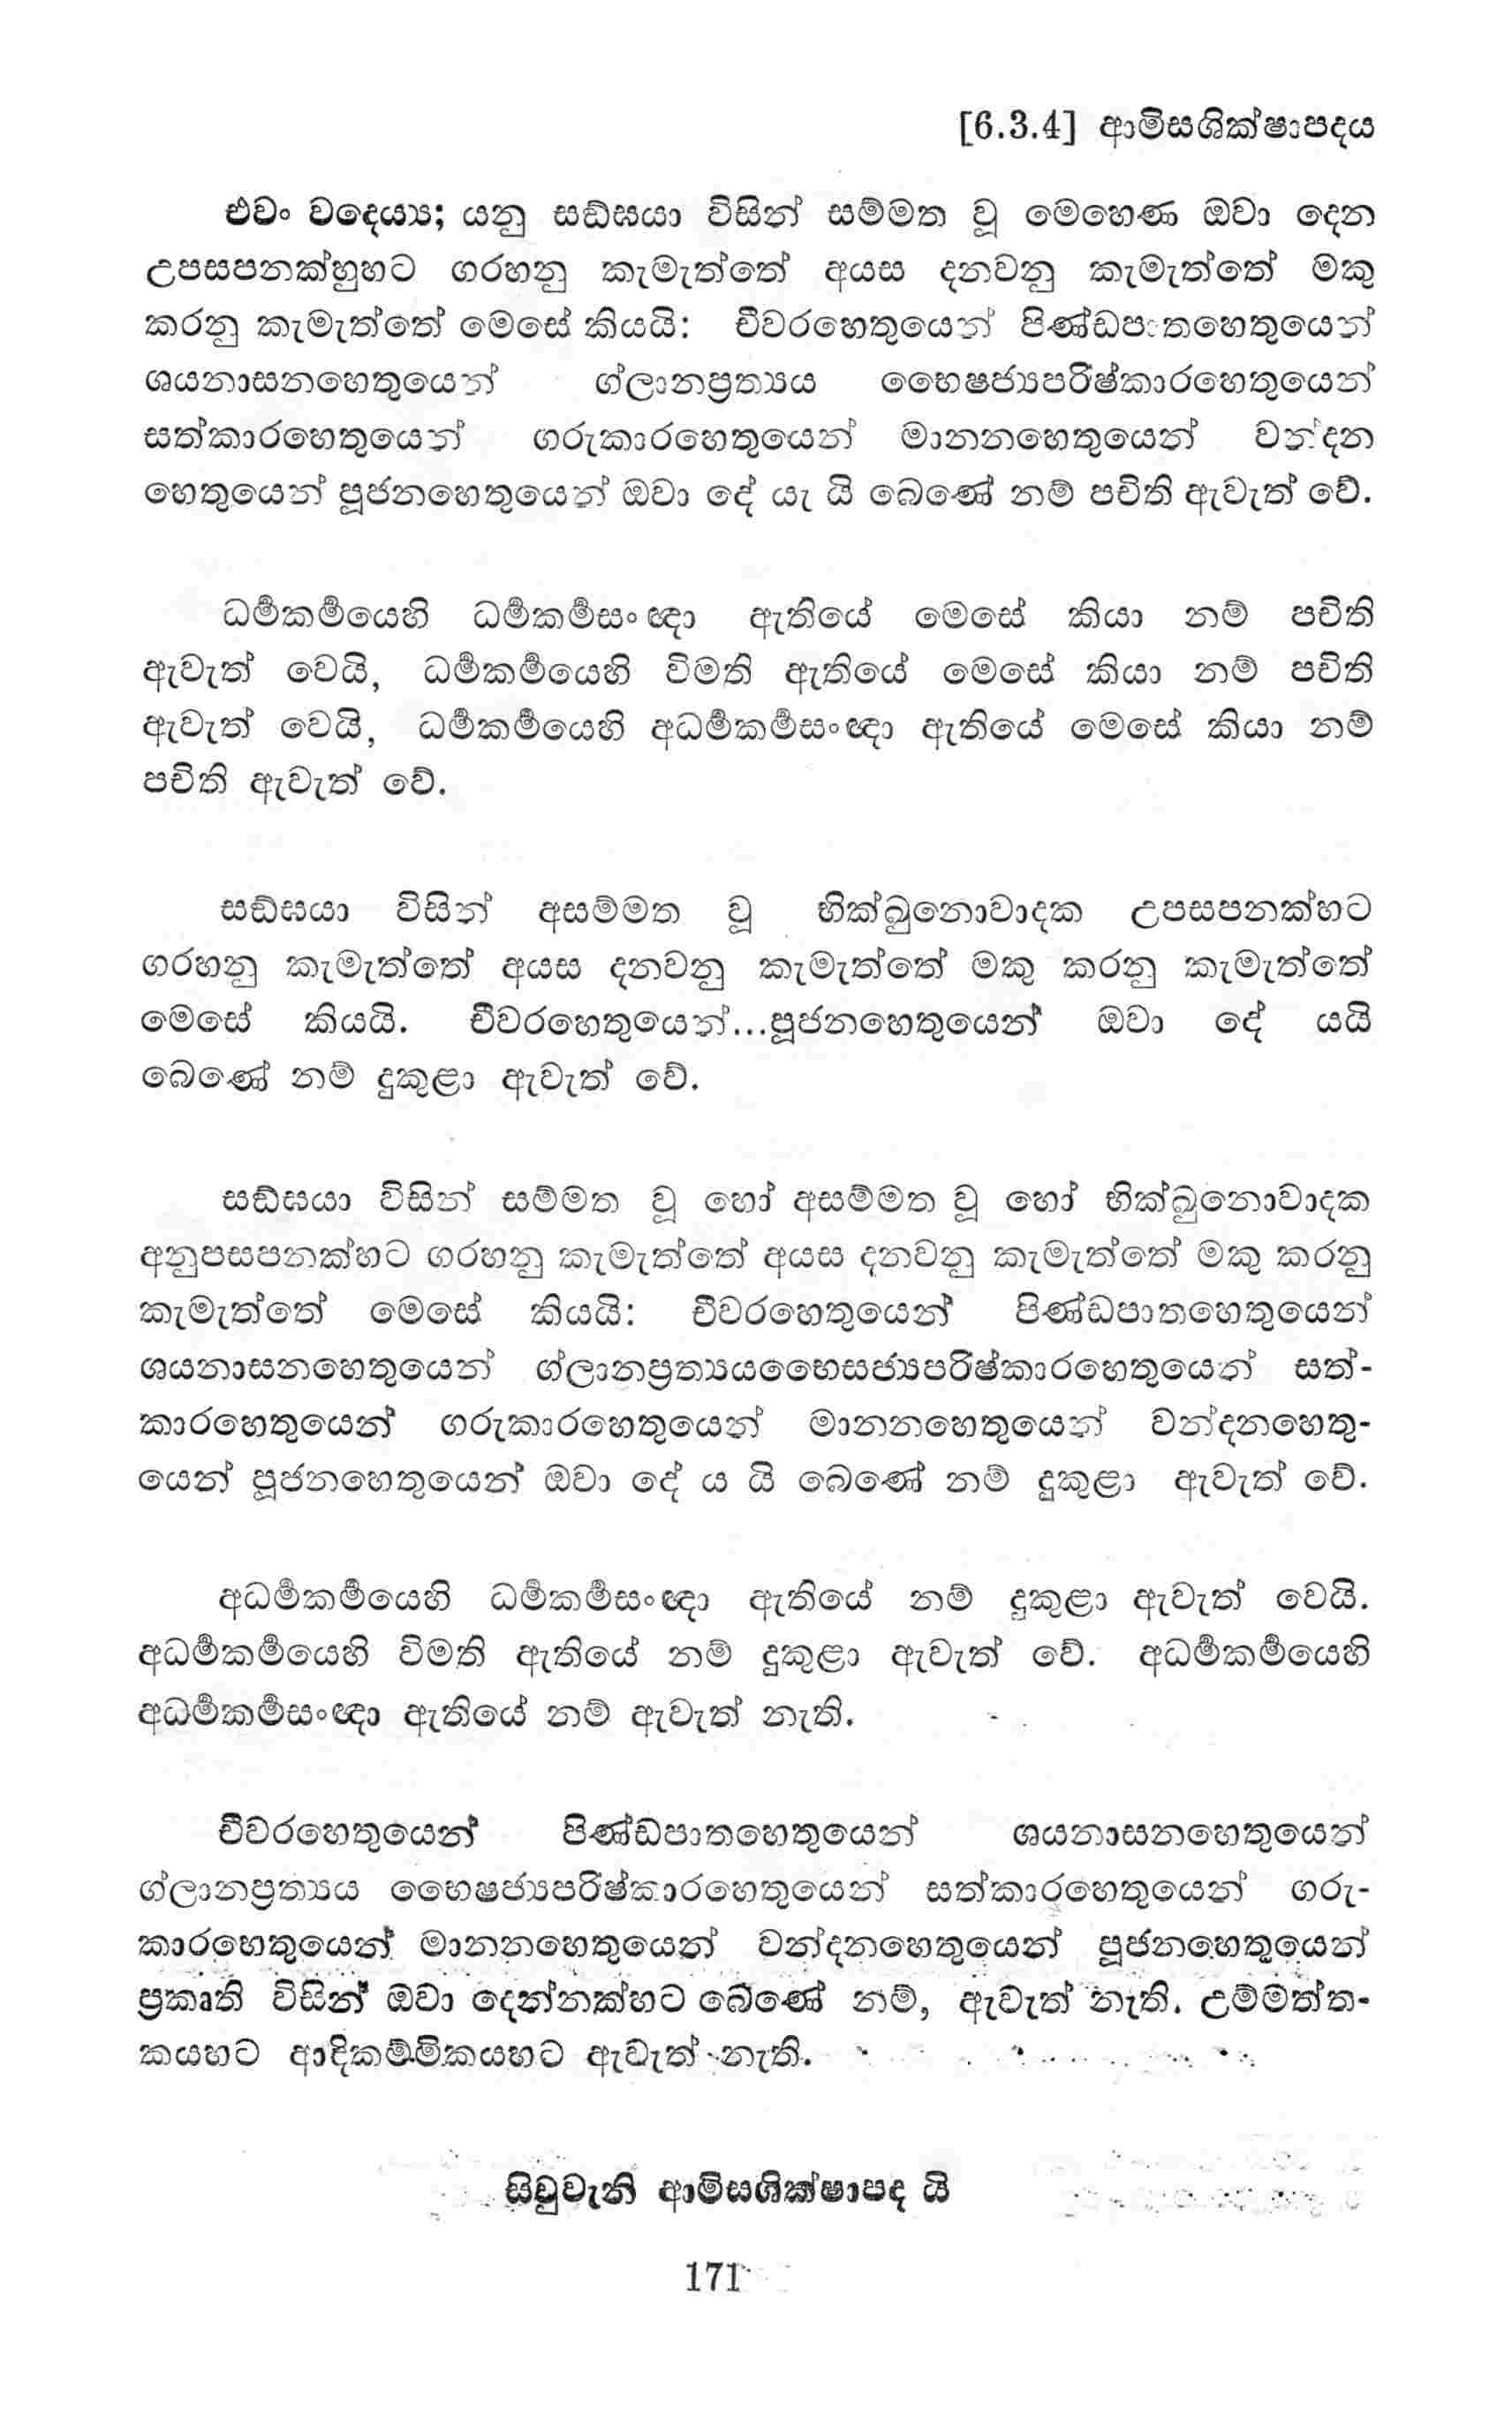 [6.3.4] ආමිසශික්ෂාපදය
එවං වදෙය්‍ය; යනු සඬ්ඝයා විසින් සම්මත වූ මෙහෙණ ඔවා දෙන
උපසපනක්හුහට ගරහනු කැමැත්තේ අයස දනවනු කැමැත්තේ මකු
කරනු කැමැත්තේ මෙසේ කියයි: චීවරහෙතුයෙන් පිණ්ඩපාතහෙතුයෙන්
ශයනාසනහෙතුයෙන් ග්ලානප්‍රත්‍යය භෛෂජ්‍යපරිෂ්කාරහෙතුයෙන්
සත්කාරහෙතුයෙන් ගරුකාරහෙතුයෙන් මානනහෙතුයෙන් වන්දන
හෙතුයෙන් පූජනහෙතුයෙන් ඔවා දේ යැ යි බෙණේ නම් පචිති ඇවැත් වේ.
ධර්‍මකර්‍මයෙහි ධර්‍මකර්‍මසංඥා ඇතියේ මෙසේ කියා නම් පචිති
ඇවැත් වෙයි, ධර්‍මකර්‍මයෙහි විමති ඇතියේ මෙසේ කියා නම් පචිති
ඇවැත් වෙයි, ධර්‍මකර්‍මයෙහි අධර්‍මකර්‍මසංඥා ඇතියේ මෙසේ කියා නම්
පචිති ඇවැත් වේ.
සඬ්ඝයා විසින් අසම්මත වූ භික්ඛුනොවාදක උපසපනක්හට
ගරහනු කැමැත්තේ අයස දනවනු කැමැත්තේ මකු කරනු කැමැත්තේ
මෙසේ කියයි. චීවරහෙතුයෙන්...පූජනහෙතුයෙන් ඔවා දේ යයි
බෙණේ නම් දුකුළා ඇවැත් වේ.
සඬ්ඝයා විසින් සම්මත වූ හෝ අසම්මත වූ හෝ භික්ඛුනොවාදක
අනුපසපනක්හට ගරහනු කැමැත්තේ අයස දනවනු කැමැත්තේ මකු කරනු
කැමැත්තේ මෙසේ කියයි: චීවරහෙතුයෙන් පිණ්ඩපාතහෙතුයෙන්
ශයනාසනහෙතුයෙන් ග්ලානප්‍රත්‍යයභෛසජ්‍යපරිෂ්කාරහෙතුයෙන් සත්-
කාරහෙතුයෙන් ගරුකාරහෙතුයෙන් මානනහෙතුයෙන් වන්දනහෙතු-
යෙන් පූජනහෙතුයෙන් ඔවා දේ ය යි බෙණේ නම් දුකුළා ඇවැත් වේ.
අධර්‍මකර්‍මයෙහි ධර්‍මකර්‍මසංඥා ඇතියේ නම් දුකුළා ඇවැත් වෙයි.
අධර්‍මකර්‍මයෙහි විමති ඇතියේ නම් දුකුළා ඇවැත් වේ. අධර්‍මකර්‍මයෙහි
අධර්‍මකර්‍මසංඥා ඇතියේ නම් ඇවැත් නැති.
චීවරහෙතුයෙන් පිණ්ඩපාතහෙතුයෙන් ශයනාසනහෙතුයෙන්
ග්ලානප්‍රත්‍යය භෛෂජ්‍යපරිෂ්කාරහෙතුයෙන් සත්කාරහෙතුයෙන් ගරු-
කාරහෙතුයෙන් මානනහෙතුයෙන් වන්දනහෙතුයෙන් පූජනහෙතුයෙන්
ප්‍රකෘති විසින් ඔවා දෙන්නක්හට බෙණේ නම්, ඇවැත් නැති. උම්මත්ත-
කයහට ආදිකම්මිකයහට ඇවැත් නැති.
සිවුවැනි ආමිසශික්ෂාපද යි
171